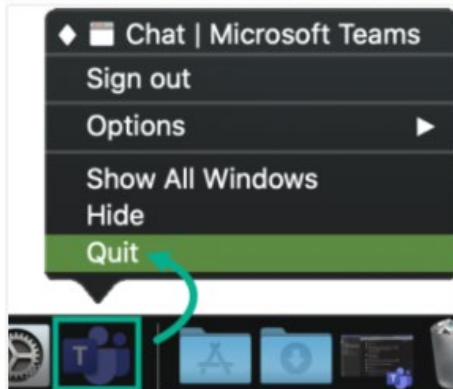 Chat | Microsoft Teams
Sign out
Options
Show All Windows
Hide
Quit
T